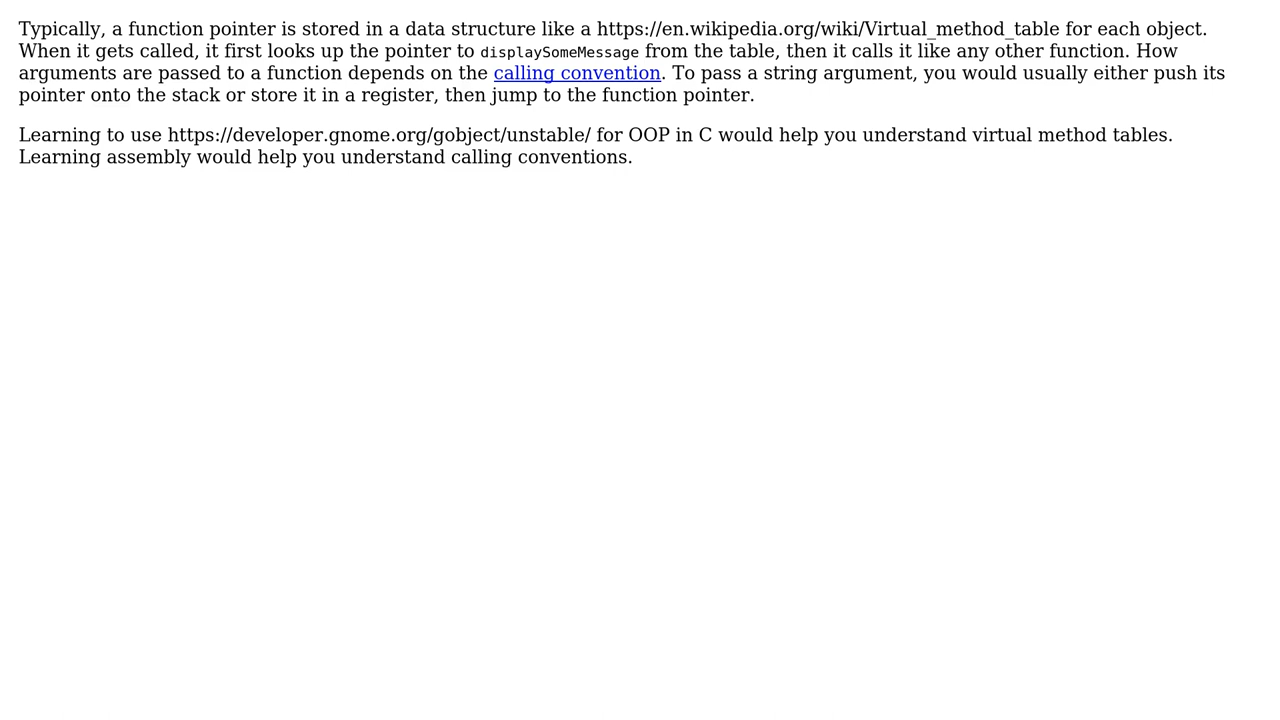 Typically, a function pointer is stored in a data structure like a https://en.wikipedia.org/wiki/Virtual_method_table for each object.
When it gets called, it first looks up the pointer to displaySomeMessage from the table, then it calls it like any other function. How
arguments are passed to a function depends on the calling convention. To pass a string argument, you would usually either push its
pointer onto the stack or store it in a register, then jump to the function pointer.
Learning to use https://developer.gnome.org/gobject/unstable/ for OOP in C would help you understand virtual method tables.
Learning assembly would help you understand calling conventions.